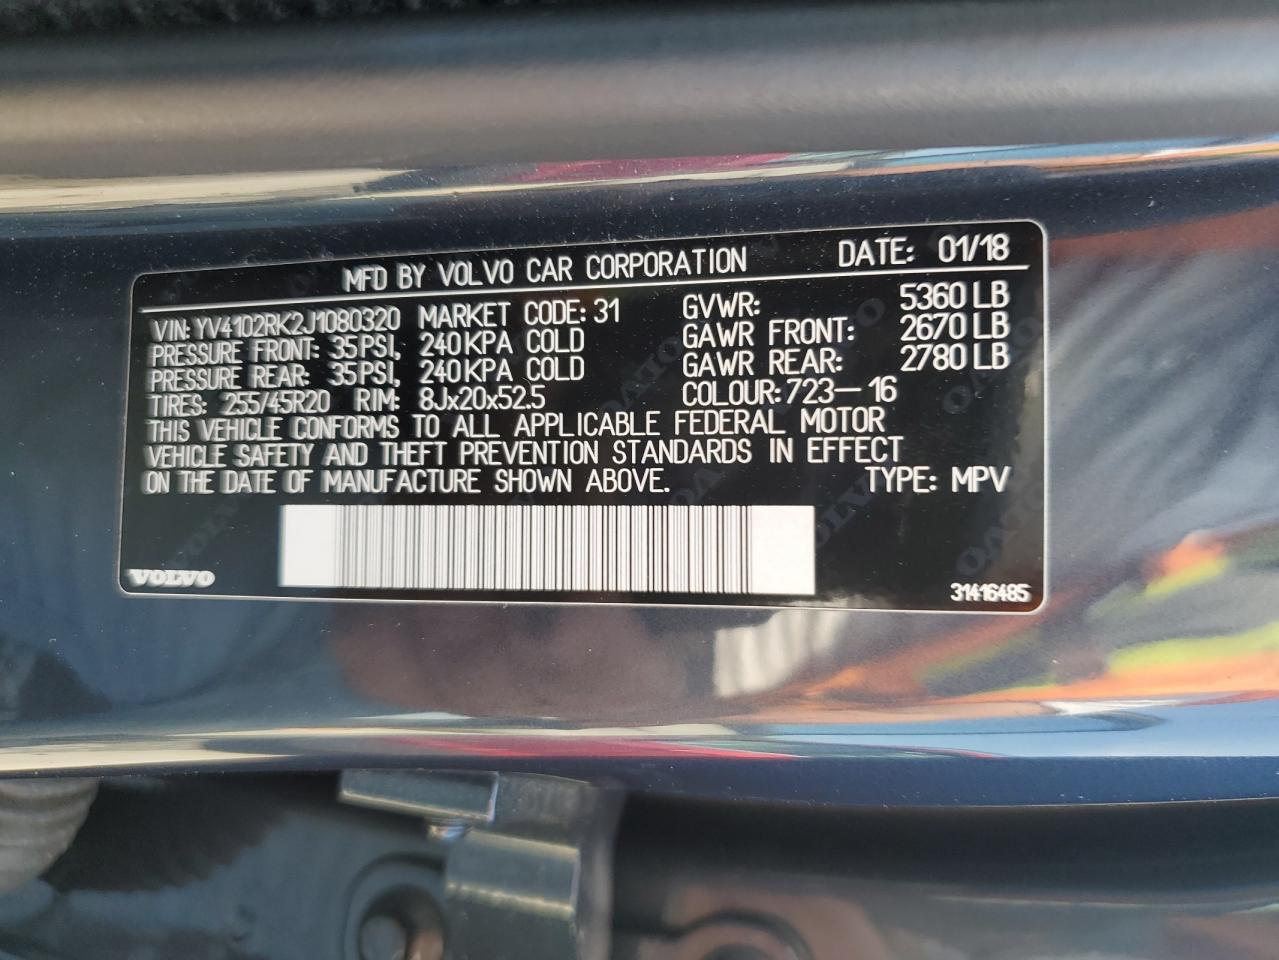 MFD BY VOLVO CAR CORPORATION DATE: 01/18
VIN: YV4102RK2J1080320 MARKET CODE: 31 GVWR: 5360 LB
PRESSURE FRONT: 35 PSI, 240 KPA COLD GAWR FRONT: 2670 LB
PRESSURE REAR: 35 PSI, 240 KPA COLD GAWR REAR: 2780 LB
TIRES: 255/45R20 RIM: 8Jx20x52.5 COLOUR: 723-16
THIS VEHICLE CONFORMS TO ALL APPLICABLE FEDERAL MOTOR
VEHICLE SAFETY AND THEFT PREVENTION STANDARDS IN EFFECT
ON THE DATE OF MANUFACTURE SHOWN ABOVE. TYPE: MPV
VOLVO 31416485